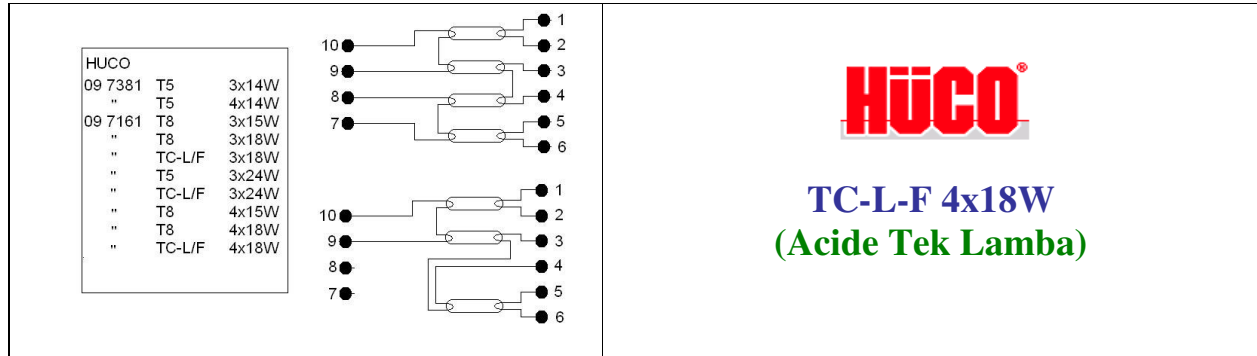 HUCO
09 7381 T5 3x14W
" T5 4x14W
09 7161 T8 3x15W
" T8 3x18W
" TC-L/F 3x18W
" T5 3x24W
" TC-L/F 3x24W
" T8 4x15W
" T8 4x18W
" TC-L/F 4x18W
1
10 2
9 3
8 4
7 5
6
1
10 2
9 3
8 4
7 5
6
HÜCO®
TC-L-F 4x18W
(Acide Tek Lamba)